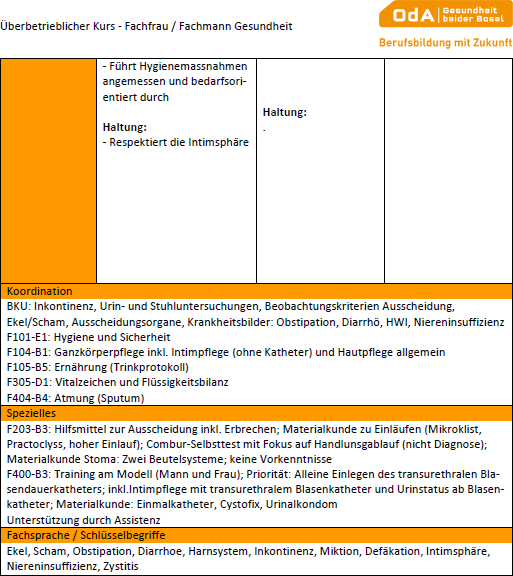 Überbetrieblicher Kurs - Fachfrau / Fachmann Gesundheit
OdA Gesundheit
beider Basel
Berufsbildung mit Zukunft
- Führt Hygienemassnahmen
angemessen und bedarfsori-
entiert durch
Haltung:
- Respektiert die Intimsphäre
Haltung:
.
Koordination
BKU: Inkontinenz, Urin- und Stuhluntersuchungen, Beobachtungskriterien Ausscheidung,
Ekel/Scham, Ausscheidungsorgane, Krankheitsbilder: Obstipation, Diarrhö, HWI, Niereninsuffizienz
F101-E1: Hygiene und Sicherheit
F104-B1: Ganzkörperpflege inkl. Intimpflege (ohne Katheter) und Hautpflege allgemein
F105-B5: Ernährung (Trinkprotokoll)
F305-D1: Vitalzeichen und Flüssigkeitsbilanz
F404-B4: Atmung (Sputum)
Spezielles
F203-B3: Hilfsmittel zur Ausscheidung inkl. Erbrechen; Materialkunde zu Einläufen (Mikroklist,
Practoclyss, hoher Einlauf); Combur-Selbsttest mit Fokus auf Handlungsablauf (nicht Diagnose);
Materialkunde Stoma: Zwei Beutelsysteme; keine Vorkenntnisse
F400-B3: Training am Modell (Mann und Frau); Priorität: Alleine Einlegen des transurethralen Bla-
sendauerkatheters; inkl.Intimpflege mit transurethralem Blasenkatheter und Urinstatus ab Blasen-
katheter; Materialkunde: Einmalkatheter, Cystofix, Urinalkondom
Unterstützung durch Assistenz
Fachsprache / Schlüsselbegriffe
Ekel, Scham, Obstipation, Diarrhoe, Harnsystem, Inkontinenz, Miktion, Defäkation, Intimsphäre,
Niereninsuffizienz, Zystitis